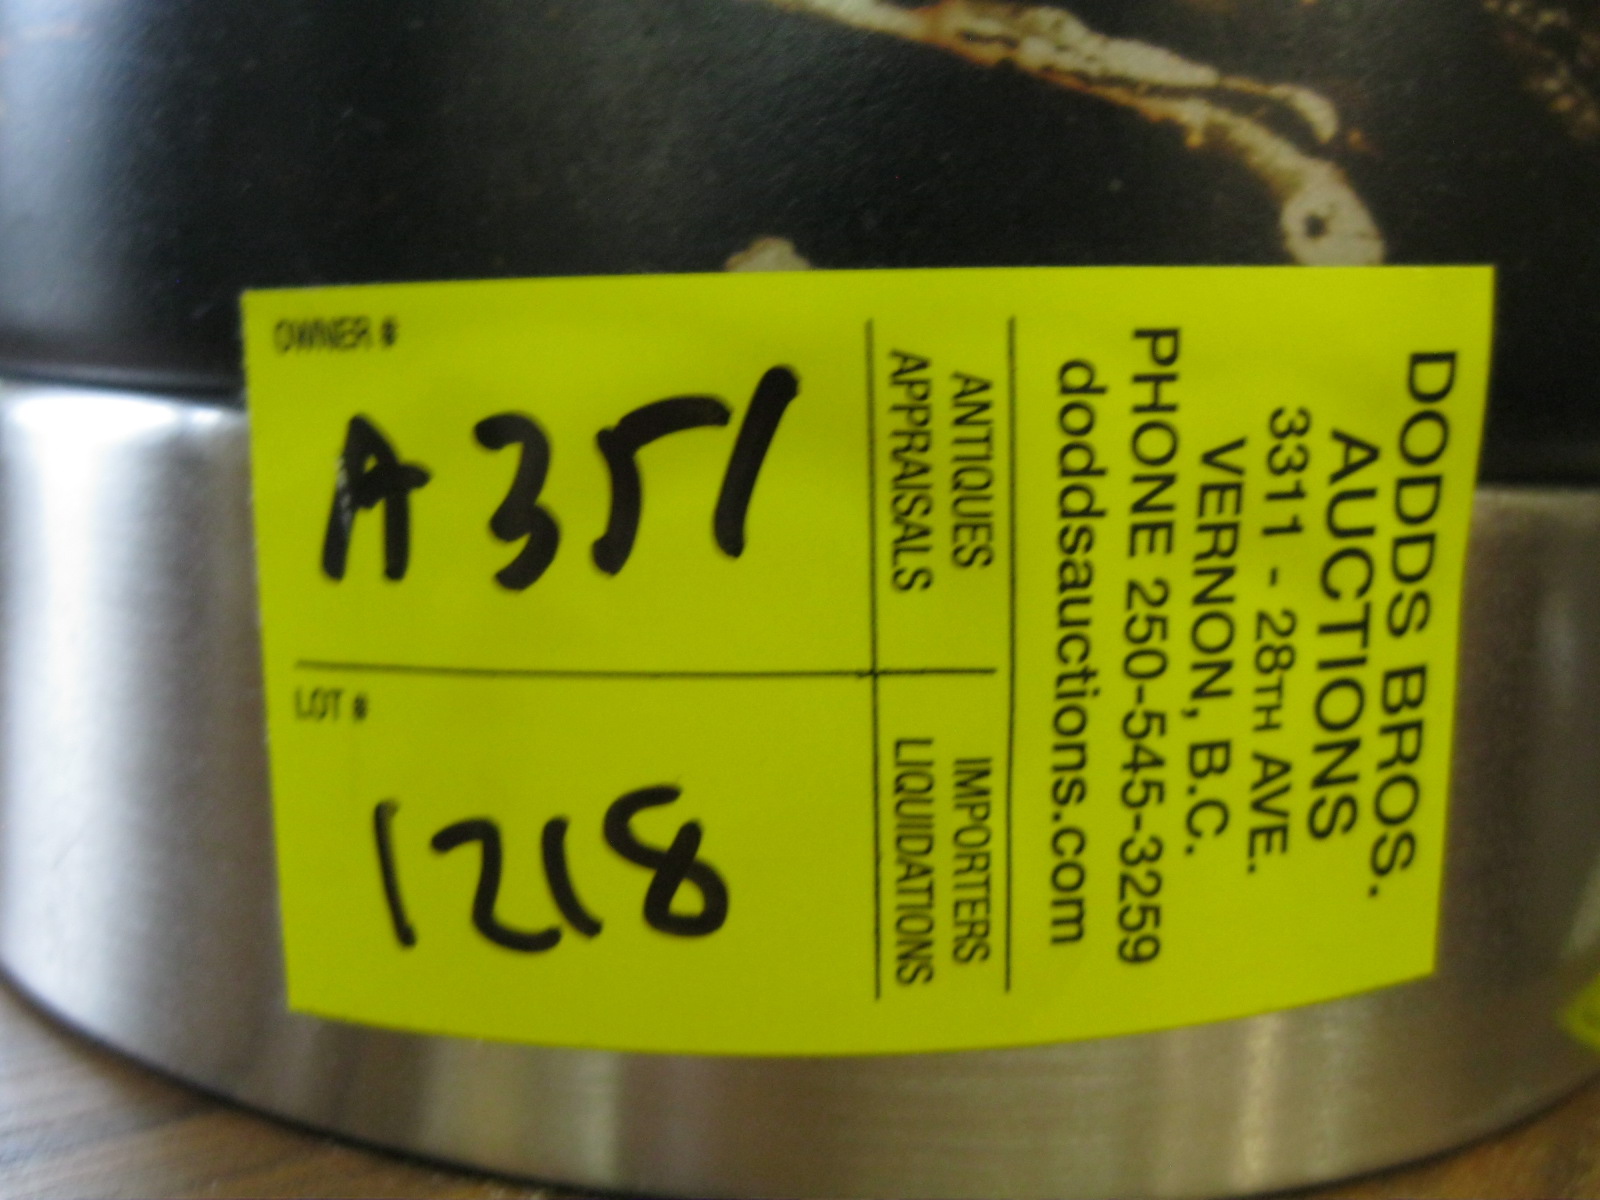 OWNER #
A351
LOT #
1218
DODDS BROS.
AUCTIONS
3311 - 28TH AVE.
VERNON, B.C.
PHONE 250-545-3259
doddsauctions.com
ANTIQUES
APPRAISALS
IMPORTERS
LIQUIDATIONS